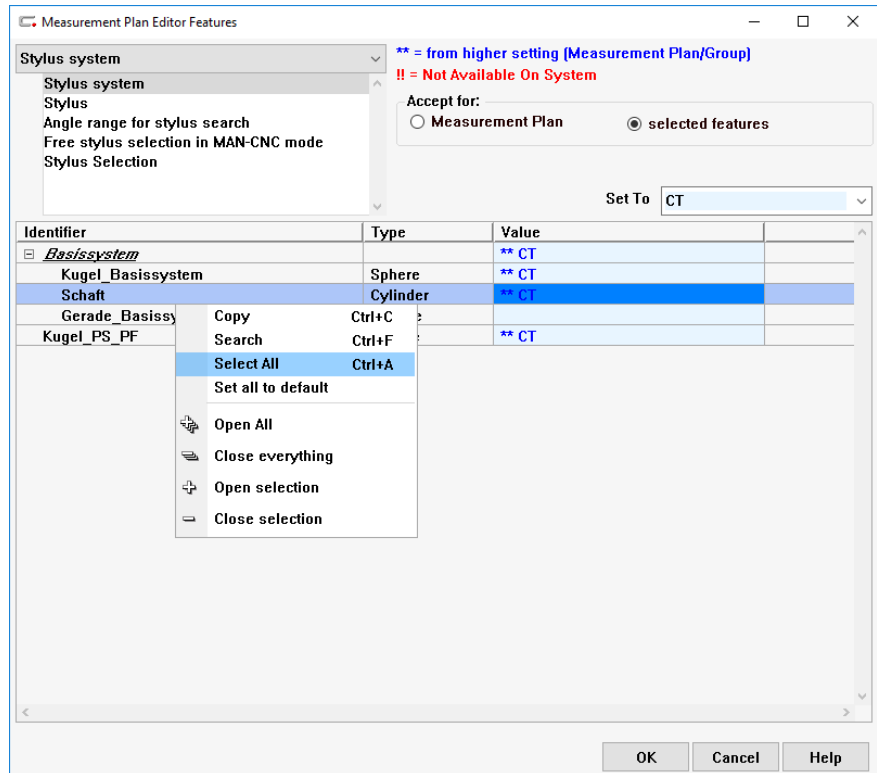 Measurement Plan Editor Features
Stylus system
Stylus system
Stylus
Angle range for stylus search
Free stylus selection in MAN-CNC mode
Stylus Selection
** = from higher setting (Measurement Plan/Group)
!! = Not Available On System
Accept for:
Measurement Plan selected features
Set To CT
Identifier Type Value
Basissystem ** CT
Kugel_Basissystem Sphere ** CT
Schaft Cylinder ** CT
Gerade_Basissy
Kugel_PS_PF ** CT
Copy Ctrl+C
Search Ctrl+F
Select All Ctrl+A
Set all to default
Open All
Close everything
Open selection
Close selection
OK Cancel Help